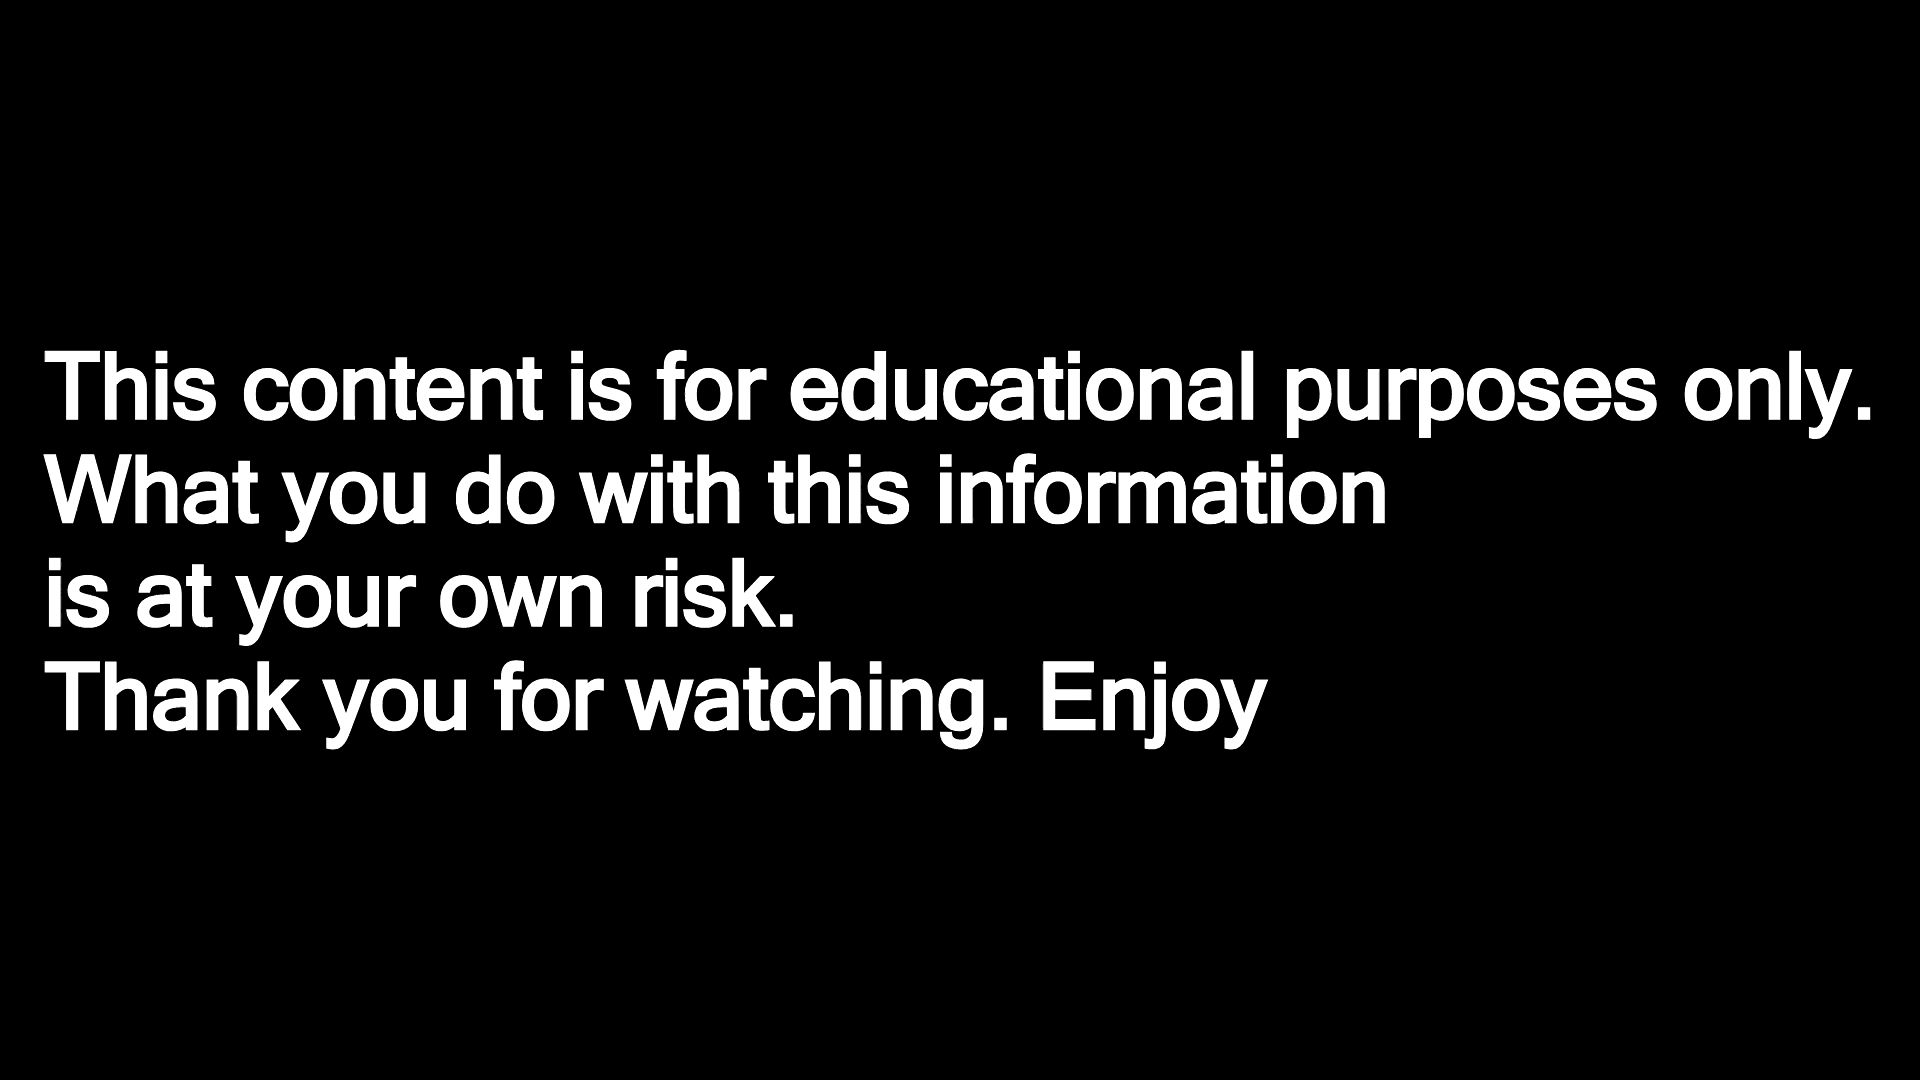 This content is for educational purposes only.
What you do with this information
is at your own risk.
Thank you for watching. Enjoy